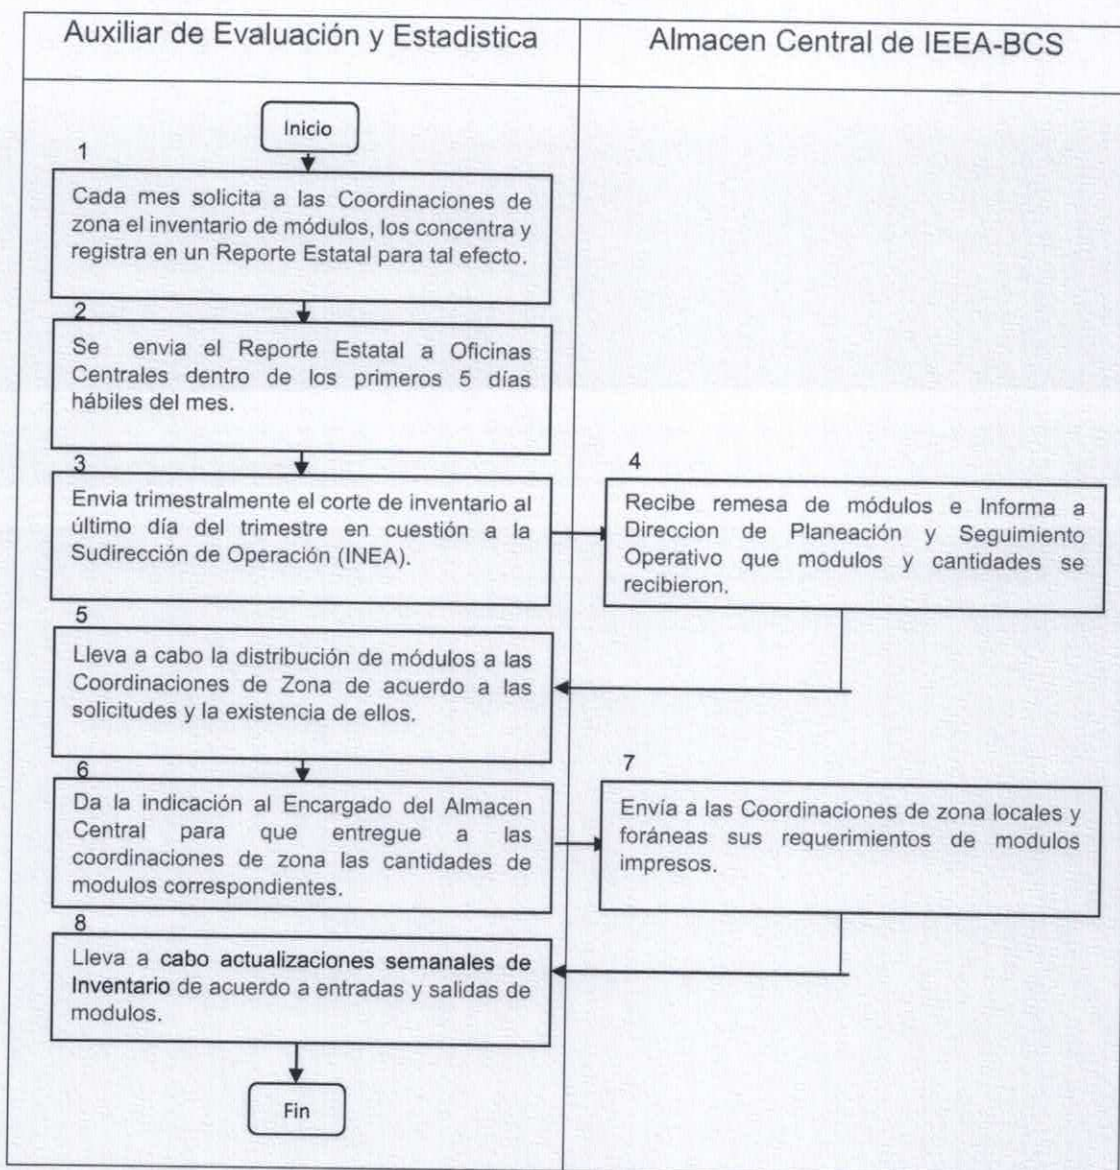 Auxiliar de Evaluación y Estadistica
Almacen Central de IEEA-BCS
Inicio
1
Cada mes solicita a las Coordinaciones de
zona el inventario de módulos, los concentra y
registra en un Reporte Estatal para tal efecto.
2
Se envia el Reporte Estatal a Oficinas
Centrales dentro de los primeros 5 días
hábiles del mes.
3
Envia trimestralmente el corte de inventario al
último día del trimestre en cuestión a la
Sudirección de Operación (INEA).
4
Recibe remesa de módulos e Informa a
Direccion de Planeación y Seguimiento
Operativo que modulos y cantidades se
recibieron.
5
Lleva a cabo la distribución de módulos a las
Coordinaciones de Zona de acuerdo a las
solicitudes y la existencia de ellos.
6
Da la indicación al Encargado del Almacen
Central para que entregue a las
coordinaciones de zona las cantidades de
modulos correspondientes.
7
Envía a las Coordinaciones de zona locales y
foráneas sus requerimientos de modulos
impresos.
8
Lleva a cabo actualizaciones semanales de
Inventario de acuerdo a entradas y salidas de
modulos.
Fin